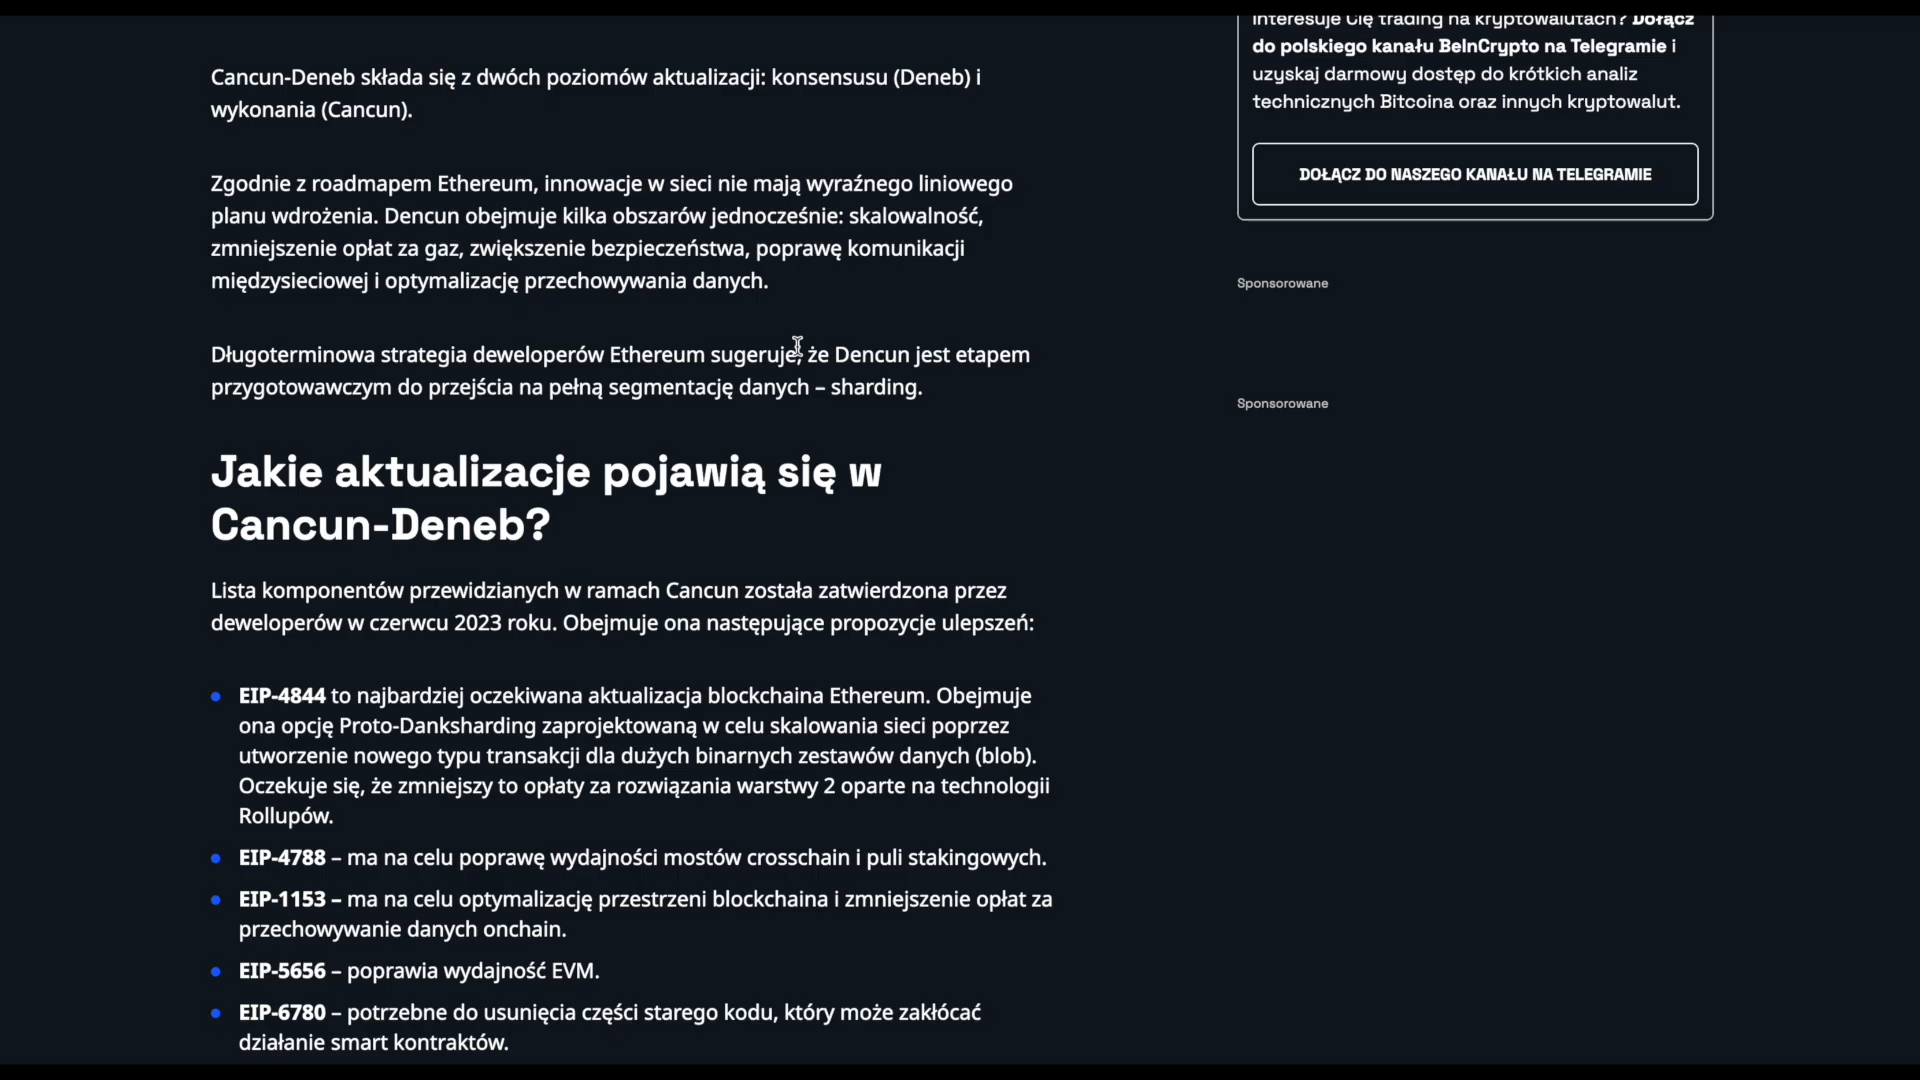 Cancun-Deneb składa się z dwóch poziomów aktualizacji: konsensusu (Deneb) i
wykonania (Cancun).
Zgodnie z roadmapem Ethereum, innowacje w sieci nie mają wyraźnego liniowego
planu wdrożenia. Dencun obejmuje kilka obszarów jednocześnie: skalowalność,
zmniejszenie opłat za gaz, zwiększenie bezpieczeństwa, poprawę komunikacji
międzysieciowej i optymalizację przechowywania danych.
Długoterminowa strategia deweloperów Ethereum sugeruje, że Dencun jest etapem
przygotowawczym do przejścia na pełną segmentację danych – sharding.
Jakie aktualizacje pojawią się w
Cancun-Deneb?
Lista komponentów przewidzianych w ramach Cancun została zatwierdzona przez
deweloperów w czerwcu 2023 roku. Obejmuje ona następujące propozycje ulepszeń:
EIP-4844 to najbardziej oczekiwana aktualizacja blockchaina Ethereum. Obejmuje
ona opcję Proto-Danksharding zaprojektowaną w celu skalowania sieci poprzez
utworzenie nowego typu transakcji dla dużych binarnych zestawów danych (blob).
Oczekuje się, że zmniejszy to opłaty za rozwiązania warstwy 2 oparte na technologii
Rollupów.
EIP-4788 – ma na celu poprawę wydajności mostów crosschain i puli stakingowych.
EIP-1153 – ma na celu optymalizację przestrzeni blockchaina i zmniejszenie opłat za
przechowywanie danych onchain.
EIP-5656 – poprawia wydajność EVM.
EIP-6780 – potrzebne do usunięcia części starego kodu, który może zakłócać
działanie smart kontraktów.
interesuje Cię trading na kryptowalutach? Dołącz
do polskiego kanału BeInCrypto na Telegramie i
uzyskaj darmowy dostęp do krótkich analiz
technicznych Bitcoina oraz innych kryptowalut.
DOŁĄCZ DO NASZEGO KANAŁU NA TELEGRAMIE
Sponsorowane
Sponsorowane